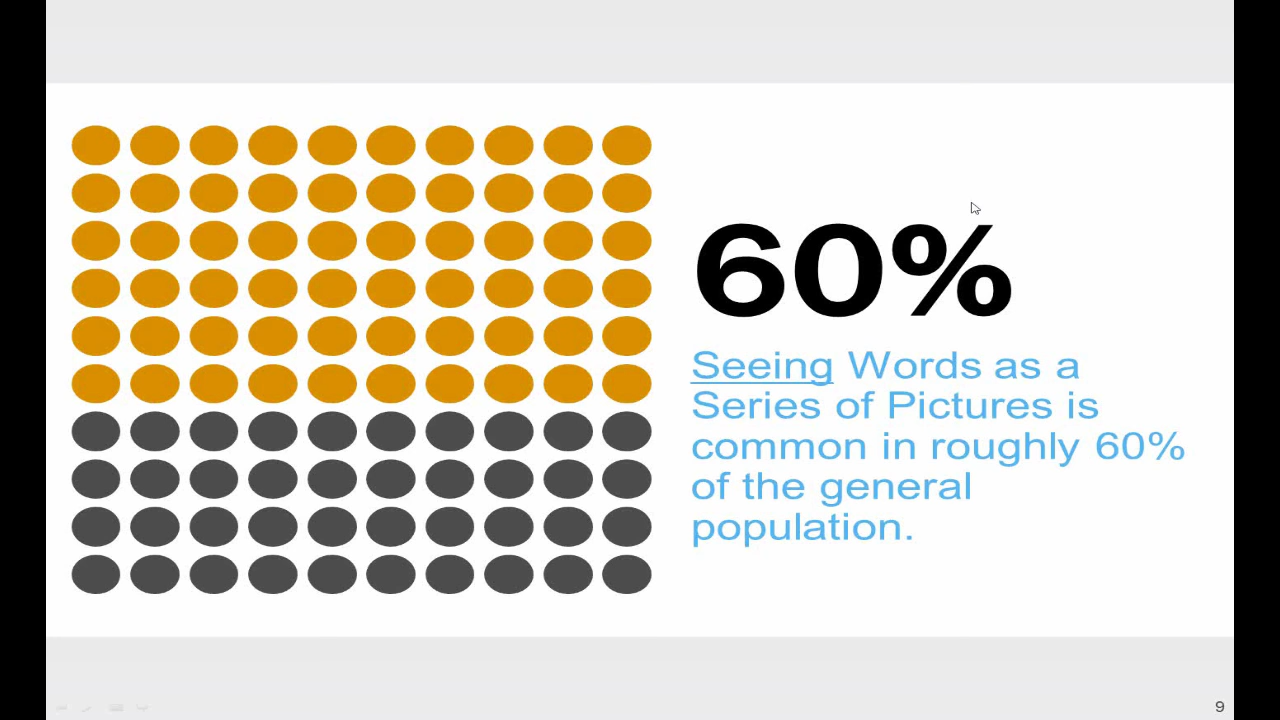 60%
Seeing Words as a
Series of Pictures is
common in roughly 60%
of the general
population.
9